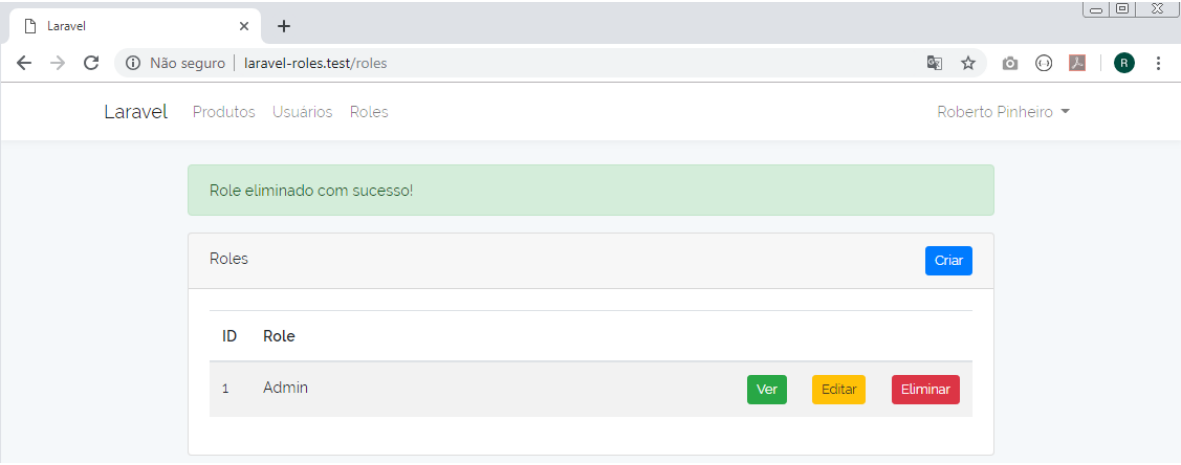 Laravel
Não seguro | laravel-roles.test/roles
R
Laravel Produtos Usuários Roles Roberto Pinheiro
Role eliminado com sucesso!
Roles Criar
ID Role
1 Admin Ver Editar Eliminar